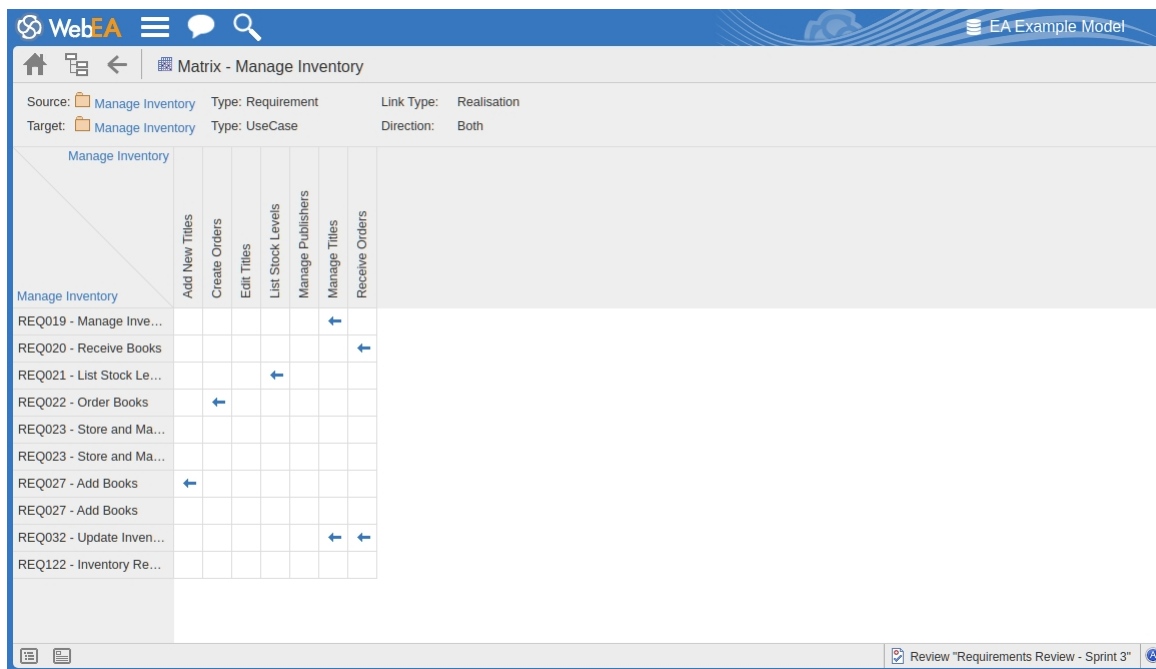 WebEA
EA Example Model
Matrix - Manage Inventory
Source: Manage Inventory Type: Requirement Link Type: Realisation
Target: Manage Inventory Type: UseCase Direction: Both
Manage Inventory
Add New Titles
Create Orders
Edit Titles
List Stock Levels
Manage Publishers
Manage Titles
Receive Orders
Manage Inventory
REQ019 - Manage Inve...
REQ020 - Receive Books
REQ021 - List Stock Le...
REQ022 - Order Books
REQ023 - Store and Ma...
REQ023 - Store and Ma...
REQ027 - Add Books
REQ027 - Add Books
REQ032 - Update Inven...
REQ122 - Inventory Re...
Review "Requirements Review - Sprint 3"